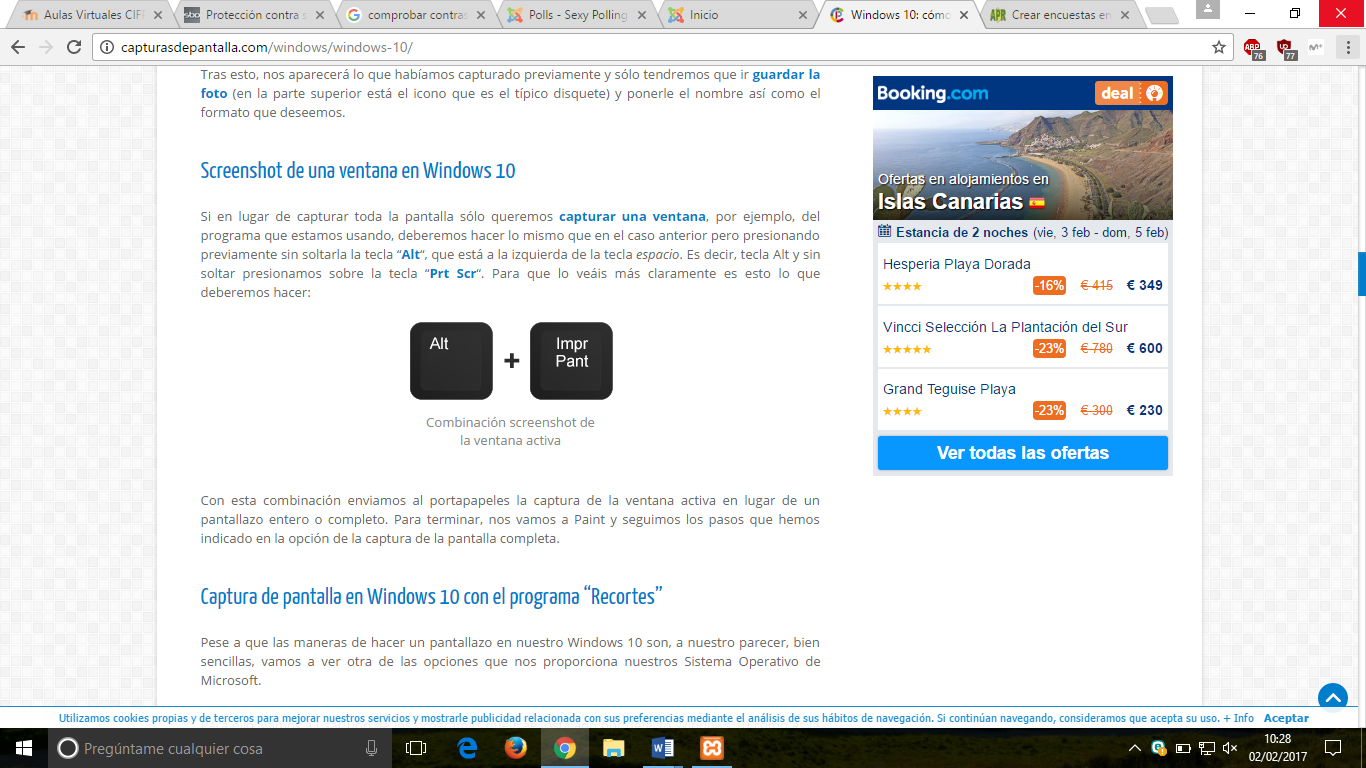 Aulas Virtuales CIFP
Protección contra s
comprobar contras
Polls - Sexy Polling
Inicio
Windows 10: cómo
Crear encuestas en
capturasdepantalla.com/windows/windows-10/
ABP
76
77
M+
Tras esto, nos aparecerá lo que habíamos capturado previamente y sólo tendremos que ir guardar la
foto (en la parte superior está el icono que es el típico disquete) y ponerle el nombre así como el
formato que deseemos.
Screenshot de una ventana en Windows 10
Si en lugar de capturar toda la pantalla sólo queremos capturar una ventana, por ejemplo, del
programa que estamos usando, deberemos hacer lo mismo que en el caso anterior pero presionando
previamente sin soltarla la tecla “Alt“, que está a la izquierda de la tecla espacio. Es decir, tecla Alt y sin
soltar presionamos sobre la tecla “Prt Scr“. Para que lo veáis más claramente es esto lo que
deberemos hacer:
Alt
+
Impr
Pant
Combinación screenshot de
la ventana activa
Con esta combinación enviamos al portapapeles la captura de la ventana activa en lugar de un
pantallazo entero o completo. Para terminar, nos vamos a Paint y seguimos los pasos que hemos
indicado en la opción de la captura de la pantalla completa.
Captura de pantalla en Windows 10 con el programa “Recortes”
Pese a que las maneras de hacer un pantallazo en nuestro Windows 10 son, a nuestro parecer, bien
sencillas, vamos a ver otra de las opciones que nos proporciona nuestros Sistema Operativo de
Microsoft.
Booking.com
deal
Ofertas en alojamientos en
Islas Canarias
Estancia de 2 noches (vie, 3 feb - dom, 5 feb)
Hesperia Playa Dorada
-16% € 415 € 349
Vincci Selección La Plantación del Sur
-23% € 780 € 600
Grand Teguise Playa
-23% € 300 € 230
Ver todas las ofertas
Utilizamos cookies propias y de terceros para mejorar nuestros servicios y mostrarle publicidad relacionada con sus preferencias mediante el análisis de sus hábitos de navegación. Si continúan navegando, consideramos que acepta su uso. + Info Aceptar
Pregúntame cualquier cosa
10:28
02/02/2017